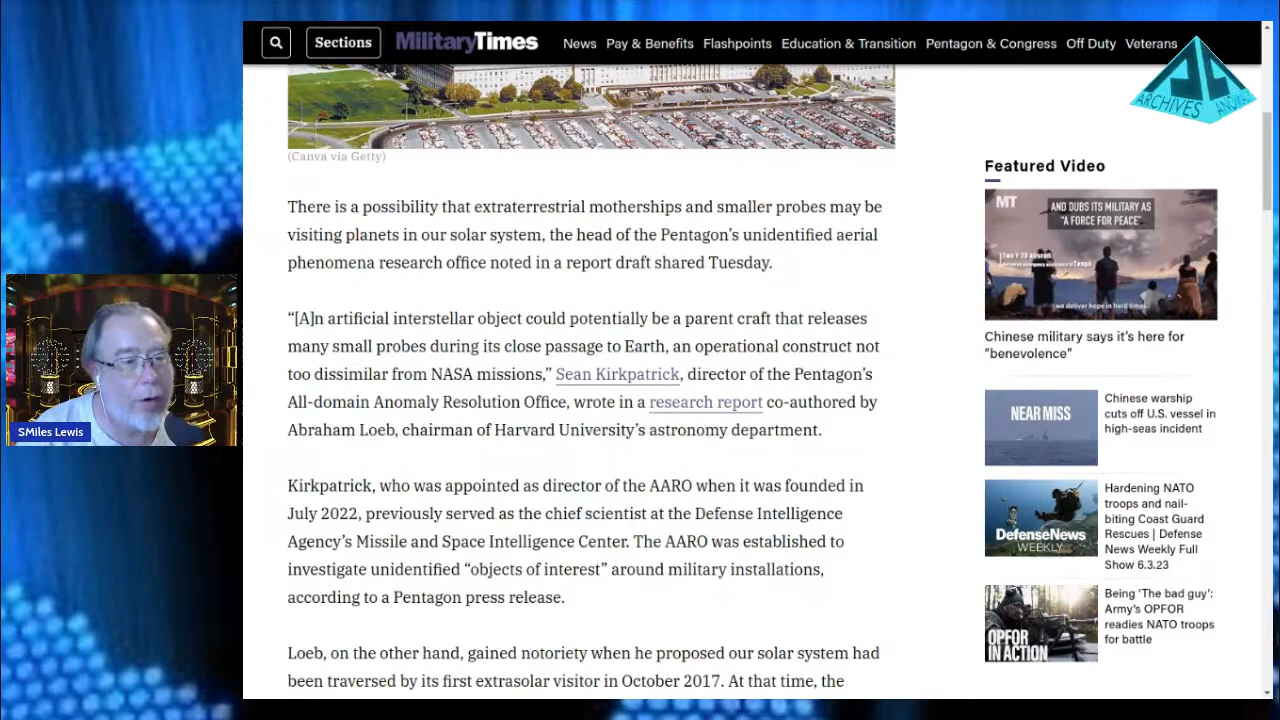 Sections
MilitaryTimes
News Pay & Benefits Flashpoints Education & Transition Pentagon & Congress Off Duty Veterans
ARCHIVES
(Canva via Getty)
There is a possibility that extraterrestrial motherships and smaller probes may be
visiting planets in our solar system, the head of the Pentagon’s unidentified aerial
phenomena research office noted in a report draft shared Tuesday.
“[A]n artificial interstellar object could potentially be a parent craft that releases
many small probes during its close passage to Earth, an operational construct not
too dissimilar from NASA missions,” Sean Kirkpatrick, director of the Pentagon’s
All-domain Anomaly Resolution Office, wrote in a research report co-authored by
Abraham Loeb, chairman of Harvard University’s astronomy department.
Kirkpatrick, who was appointed as director of the AARO when it was founded in
July 2022, previously served as the chief scientist at the Defense Intelligence
Agency’s Missile and Space Intelligence Center. The AARO was established to
investigate unidentified “objects of interest” around military installations,
according to a Pentagon press release.
Loeb, on the other hand, gained notoriety when he proposed our solar system had
been traversed by its first extrasolar visitor in October 2017. At that time, the
Featured Video
MT
AND DUBS ITS MILITARY AS
“A FORCE FOR PEACE”
we deliver hope in hard times
Chinese military says it’s here for
“benevolence”
NEAR MISS
Chinese warship
cuts off U.S. vessel in
high-seas incident
DefenseNews
WEEKLY
Hardening NATO
troops and nail-
biting Coast Guard
Rescues | Defense
News Weekly Full
Show 6.3.23
OPFOR
IN ACTION
Being ‘The bad guy’:
Army’s OPFOR
readies NATO troops
for battle
SMiles Lewis